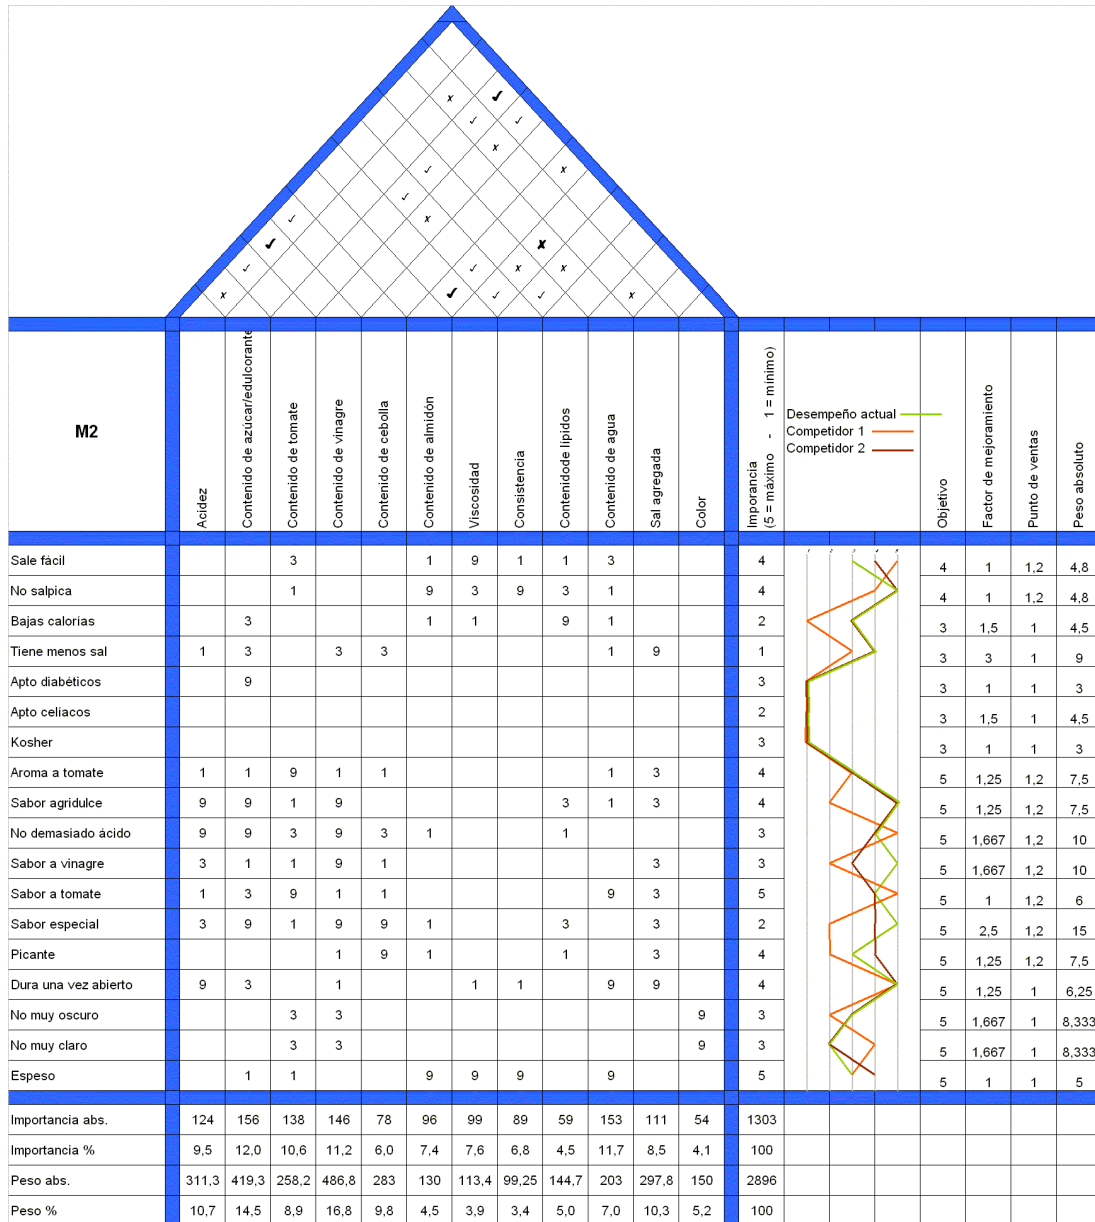 M2
Acidez
Contenido de azúcar/edulcorante
Contenido de tomate
Contenido de vinagre
Contenido de cebolla
Contenido de almidón
Viscosidad
Consistencia
Contenidode lípidos
Contenido de agua
Sal agregada
Color
Imporancia
(5 = máximo - 1 = mínimo)
Desempeño actual
Competidor 1
Competidor 2
Objetivo
Factor de mejoramiento
Punto de ventas
Peso absoluto
1 2 3 4 5
Sale fácil 3 1 9 1 1 3 4 4 1 1,2 4,8
No salpica 1 9 3 9 3 1 4 4 1 1,2 4,8
Bajas calorías 3 1 1 9 1 2 3 1,5 1 4,5
Tiene menos sal 1 3 3 3 1 9 1 3 3 1 9
Apto diabéticos 9 3 3 1 1 3
Apto celíacos 2 3 1,5 1 4,5
Kosher 3 3 1 1 3
Aroma a tomate 1 1 9 1 1 1 3 4 5 1,25 1,2 7,5
Sabor agridulce 9 9 1 9 3 1 3 4 5 1,25 1,2 7,5
No demasiado ácido 9 9 3 9 3 1 1 3 5 1,667 1,2 10
Sabor a vinagre 3 1 1 9 1 3 3 5 1,667 1,2 10
Sabor a tomate 1 3 9 1 1 9 3 5 5 1 1,2 6
Sabor especial 3 9 1 9 9 1 3 3 2 5 2,5 1,2 15
Picante 1 9 1 1 3 4 5 1,25 1,2 7,5
Dura una vez abierto 9 3 1 1 1 9 9 4 5 1,25 1 6,25
No muy oscuro 3 3 9 3 5 1,667 1 8,333
No muy claro 3 3 9 3 5 1,667 1 8,333
Espeso 1 1 9 9 9 9 5 5 1 1 5
Importancia abs. 124 156 138 146 78 96 99 89 59 153 111 54 1303
Importancia % 9,5 12,0 10,6 11,2 6,0 7,4 7,6 6,8 4,5 11,7 8,5 4,1 100
Peso abs. 311,3 419,3 258,2 486,8 283 130 113,4 99,25 144,7 203 297,8 150 2896
Peso % 10,7 14,5 8,9 16,8 9,8 4,5 3,9 3,4 5,0 7,0 10,3 5,2 100